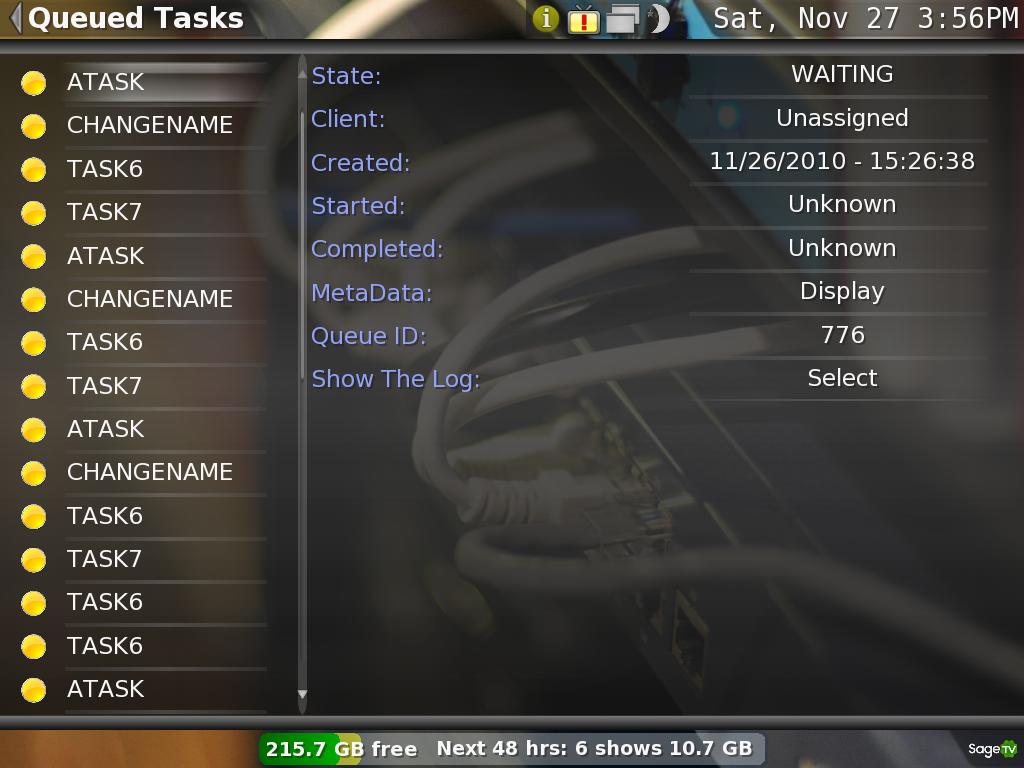 Queued Tasks
Sat, Nov 27 3:56PM
ATASK
CHANGENAME
TASK6
TASK7
ATASK
CHANGENAME
TASK6
TASK7
ATASK
CHANGENAME
TASK6
TASK7
TASK6
TASK6
ATASK
State: WAITING
Client: Unassigned
Created: 11/26/2010 - 15:26:38
Started: Unknown
Completed: Unknown
MetaData: Display
Queue ID: 776
Show The Log: Select
215.7 GB free Next 48 hrs: 6 shows 10.7 GB
SageTV